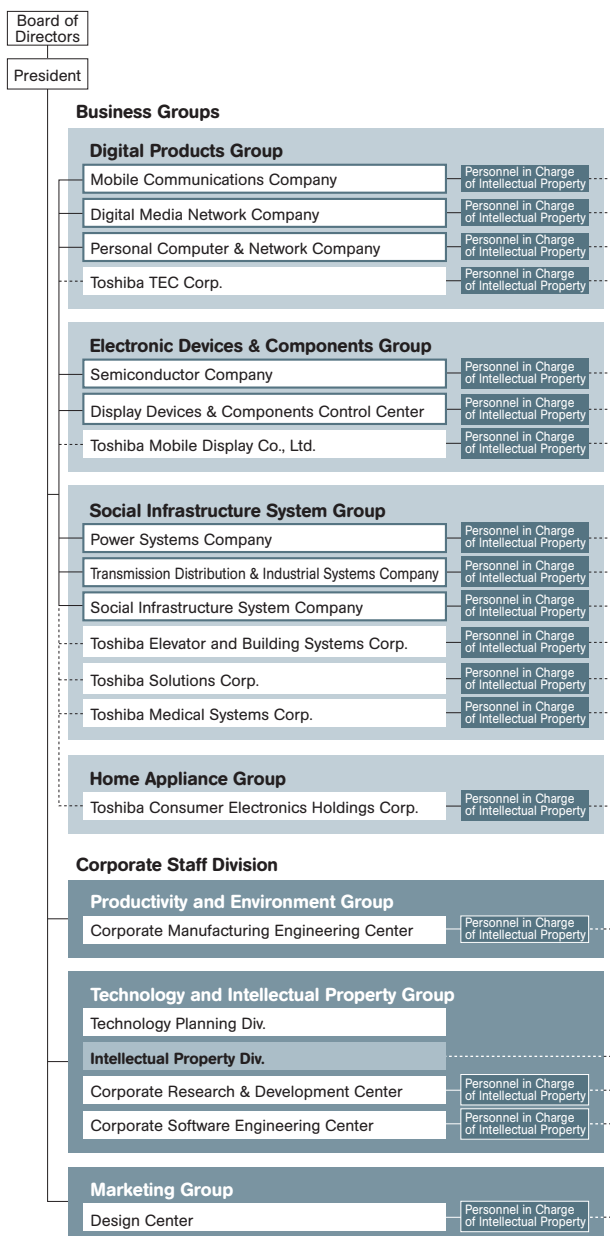 Board of
Directors
President
Business Groups
Digital Products Group
Mobile Communications Company
Personnel in Charge
of Intellectual Property
Digital Media Network Company
Personnel in Charge
of Intellectual Property
Personal Computer & Network Company
Personnel in Charge
of Intellectual Property
Toshiba TEC Corp.
Personnel in Charge
of Intellectual Property
Electronic Devices & Components Group
Semiconductor Company
Personnel in Charge
of Intellectual Property
Display Devices & Components Control Center
Personnel in Charge
of Intellectual Property
Toshiba Mobile Display Co., Ltd.
Personnel in Charge
of Intellectual Property
Social Infrastructure System Group
Power Systems Company
Personnel in Charge
of Intellectual Property
Transmission Distribution & Industrial Systems Company
Personnel in Charge
of Intellectual Property
Social Infrastructure System Company
Personnel in Charge
of Intellectual Property
Toshiba Elevator and Building Systems Corp.
Personnel in Charge
of Intellectual Property
Toshiba Solutions Corp.
Personnel in Charge
of Intellectual Property
Toshiba Medical Systems Corp.
Personnel in Charge
of Intellectual Property
Home Appliance Group
Toshiba Consumer Electronics Holdings Corp.
Personnel in Charge
of Intellectual Property
Corporate Staff Division
Productivity and Environment Group
Corporate Manufacturing Engineering Center
Personnel in Charge
of Intellectual Property
Technology and Intellectual Property Group
Technology Planning Div.
Intellectual Property Div.
Corporate Research & Development Center
Personnel in Charge
of Intellectual Property
Corporate Software Engineering Center
Personnel in Charge
of Intellectual Property
Marketing Group
Design Center
Personnel in Charge
of Intellectual Property